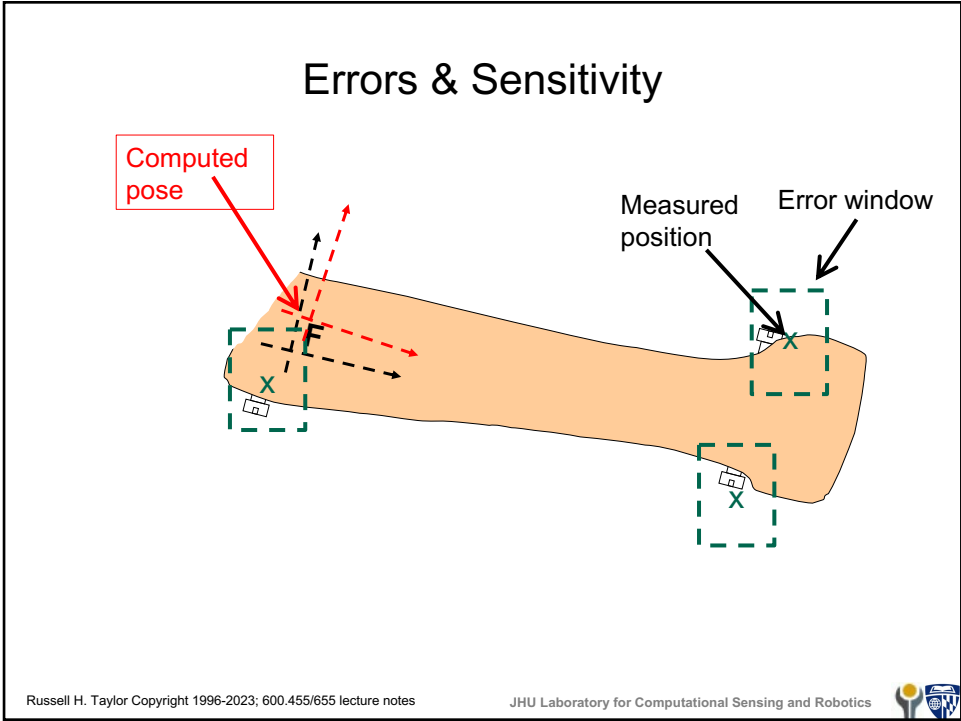 Errors & Sensitivity
Computed
pose
Measured
position
Error window
F
x
x
x
Russell H. Taylor Copyright 1996-2023; 600.455/655 lecture notes
JHU Laboratory for Computational Sensing and Robotics